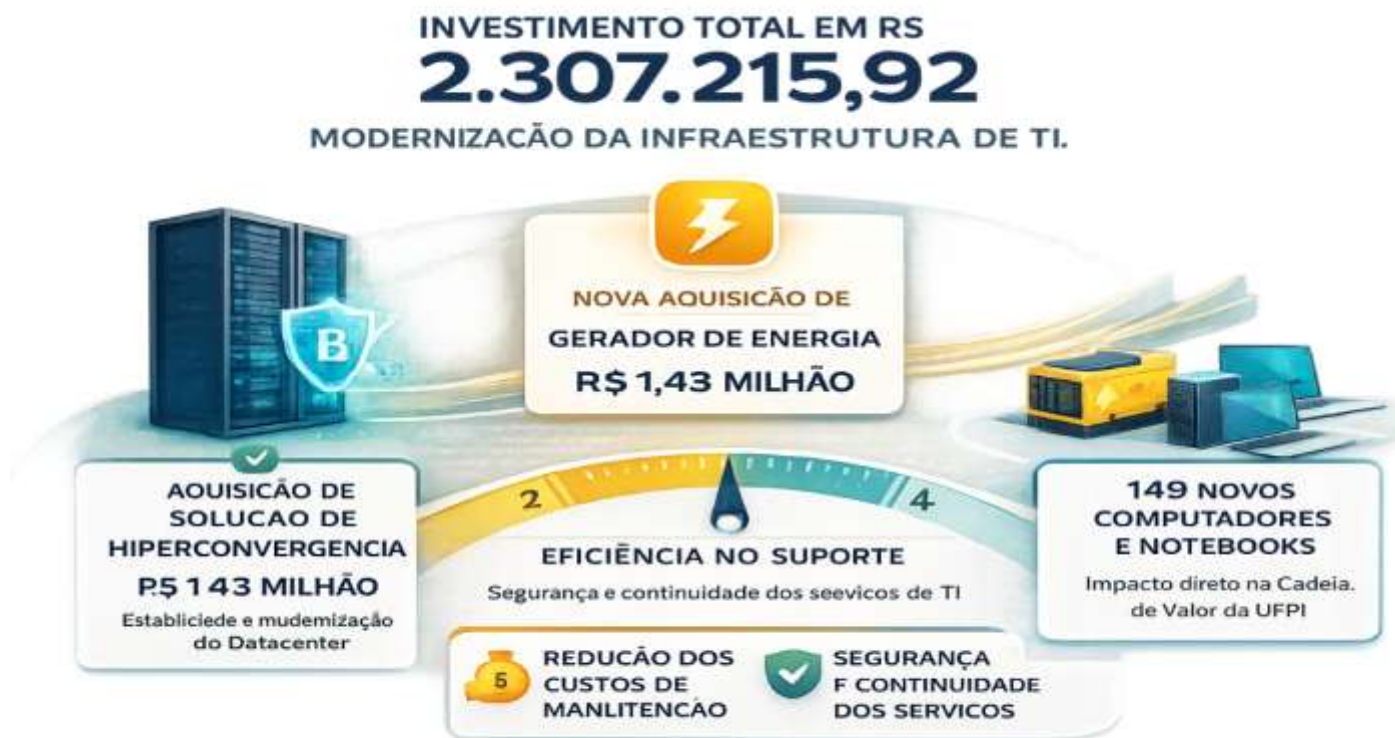 INVESTIMENTO TOTAL EM RS
2.307.215,92
MODERNIZACÃO DA INFRAESTRUTURA DE TI.
NOVA AQUISICÃO DE
GERADOR DE ENERGIA
R$ 1,43 MILHÃO
B
AOUISICÃO DE
SOLUCAO DE
HIPERCONVERGENCIA
P.$ 1 43 MILHÃO
Establiciede e mudemização
do Datacenter
2
4
EFICIÊNCIA NO SUPORTE
Segurança e continuidade dos seevicos de TI
149 NOVOS
COMPUTADORES
E NOTEBOOKS
Impacto direto na Cadeia.
de Valor da UFPI
5
REDUCÃO DOS
CUSTOS DE
MANLITENCÃO
SEGURANÇA
F CONTINUIDADE
DOS SERVICOS